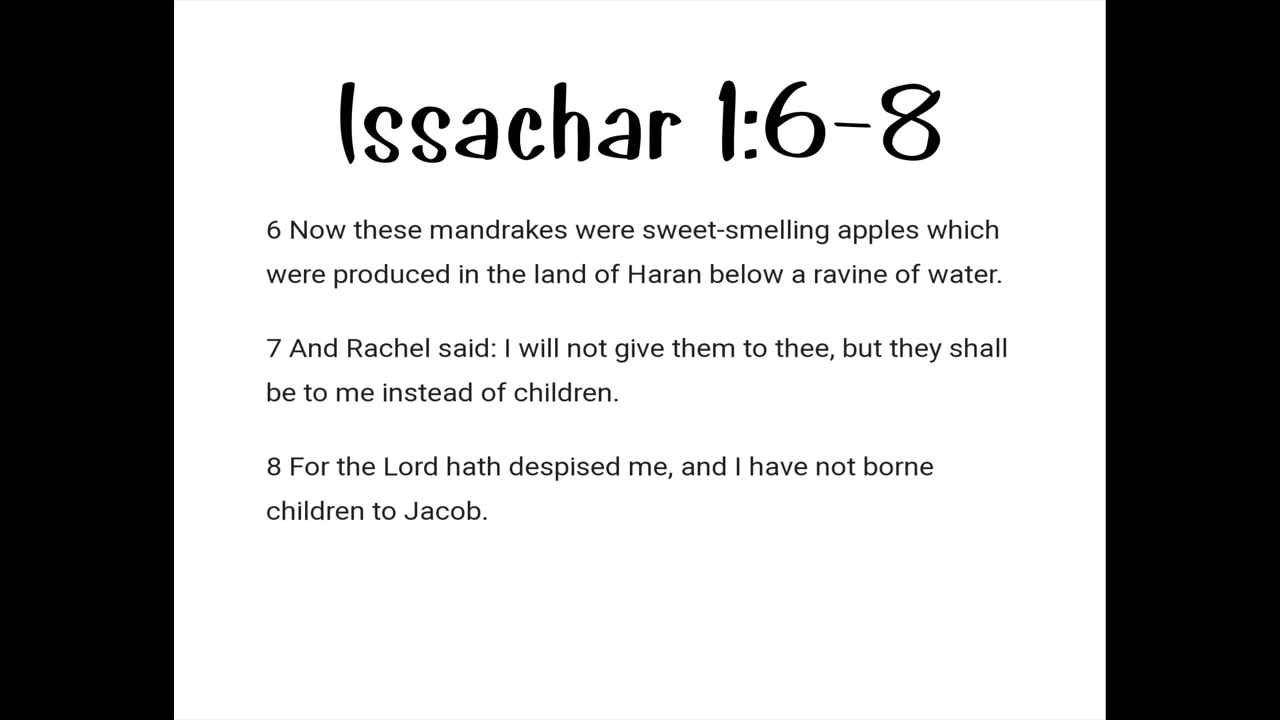 Issachar 1:6-8
6 Now these mandrakes were sweet-smelling apples which
were produced in the land of Haran below a ravine of water.
7 And Rachel said: I will not give them to thee, but they shall
be to me instead of children.
8 For the Lord hath despised me, and I have not borne
children to Jacob.